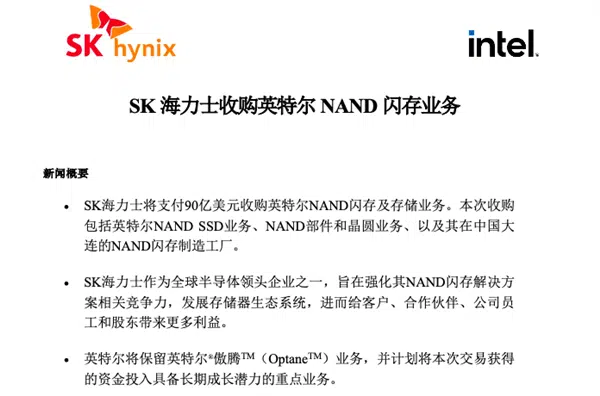 SK hynix
intel.
SK 海力士收购英特尔 NAND 闪存业务
新闻概要
• SK海力士将支付90亿美元收购英特尔NAND闪存及存储业务。本次收购
包括英特尔NAND SSD业务、NAND部件和晶圆业务、以及其在中国大
连的NAND闪存制造工厂。
• SK海力士作为全球半导体领头企业之一，旨在强化其NAND闪存解决方
案相关竞争力，发展存储器生态系统，进而给客户、合作伙伴、公司员
工和股东带来更多利益。
• 英特尔将保留英特尔®傲腾™（Optane™）业务，并计划将本次交易获得
的资金投入具备长期成长潜力的重点业务。